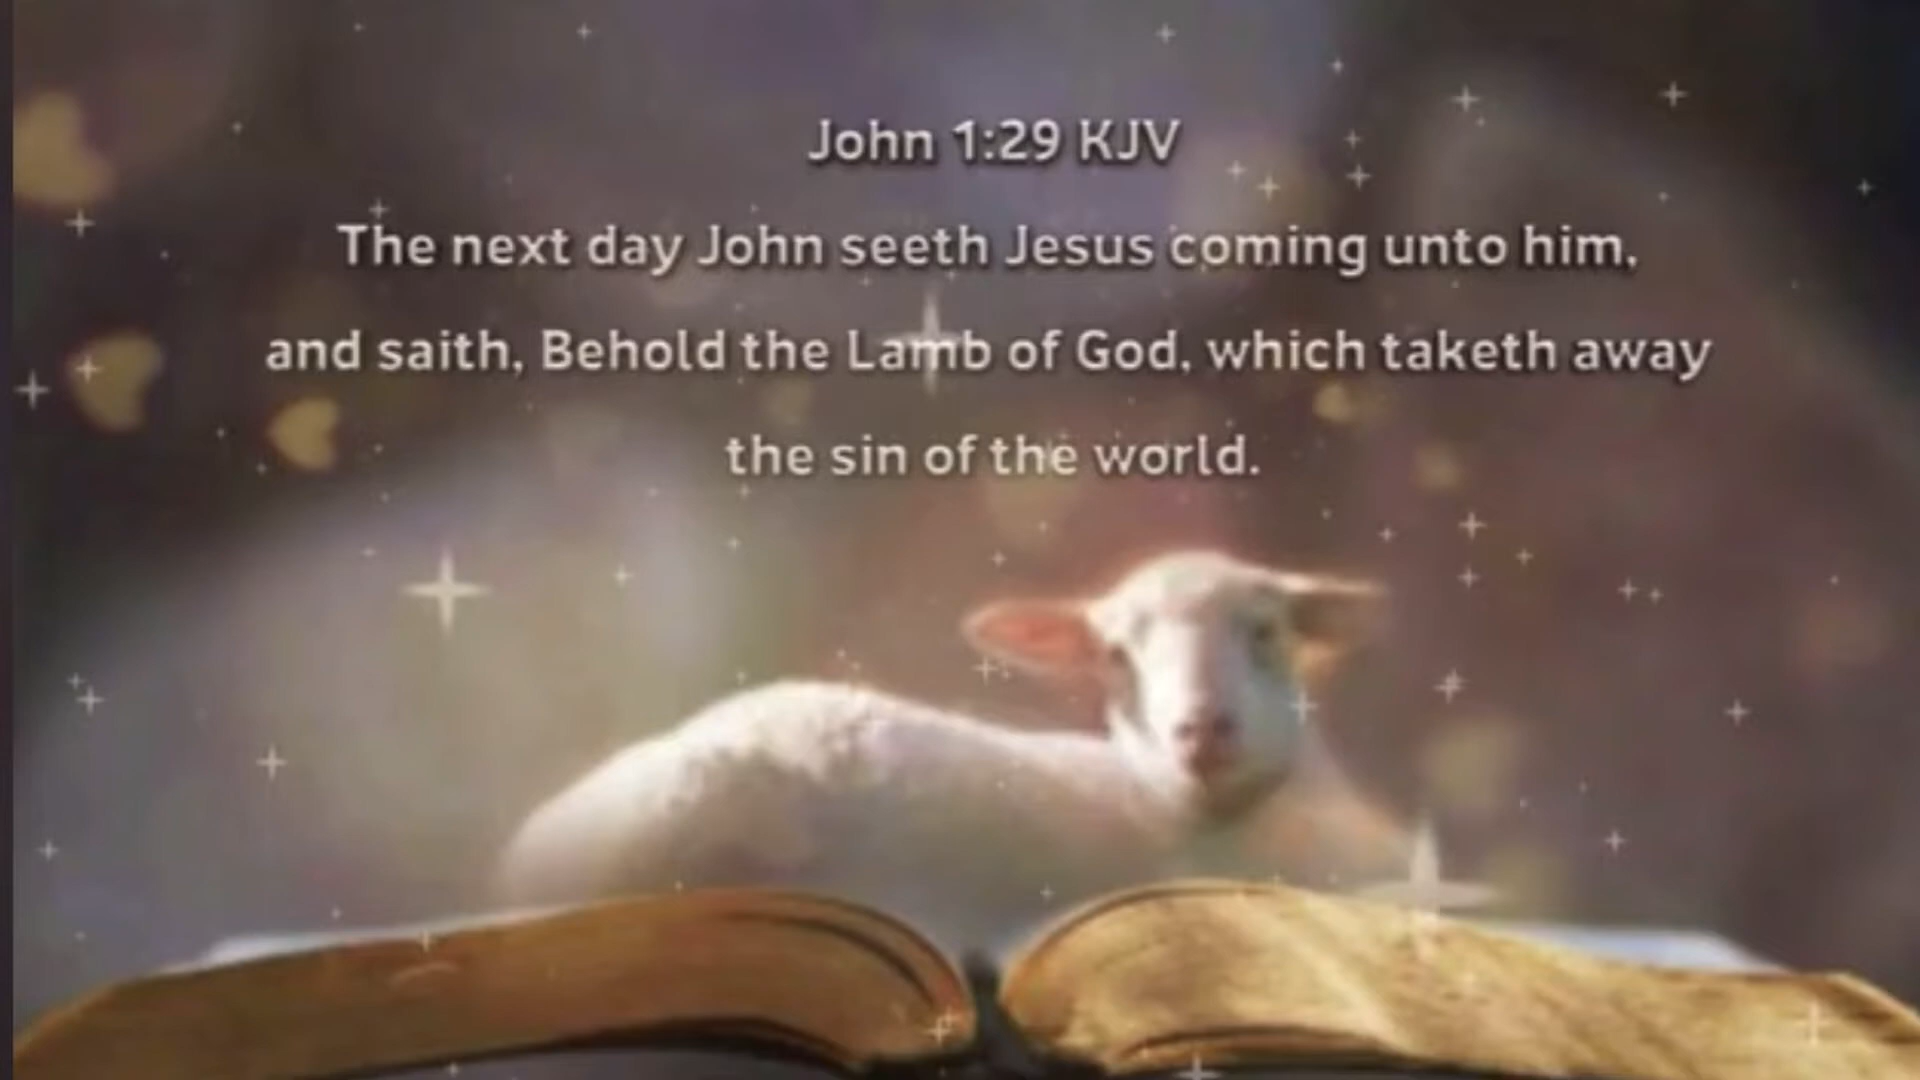 John 1:29 KJV
The next day John seeth Jesus coming unto him,
and saith, Behold the Lamb of God, which taketh away
the sin of the world.